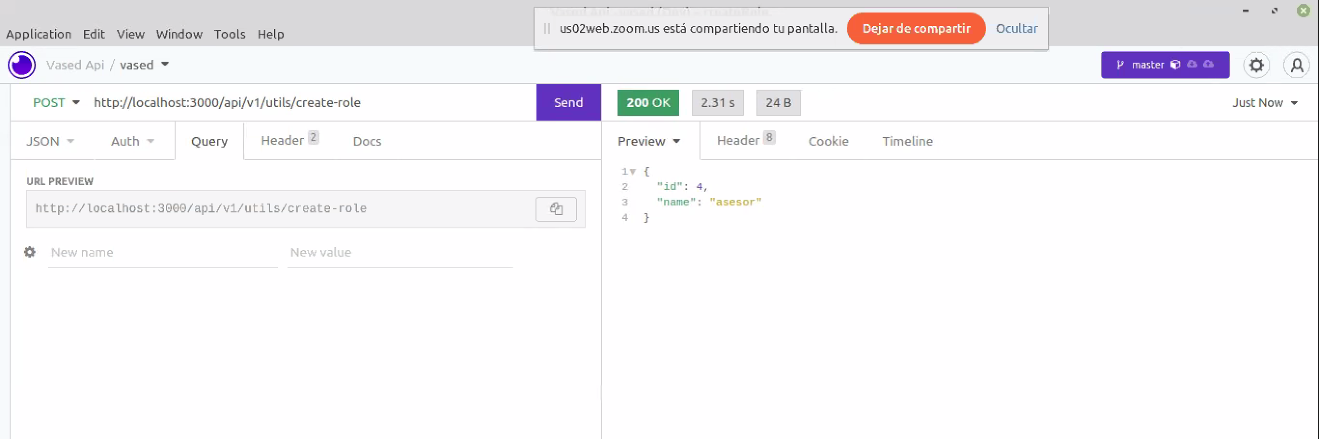 us02web.zoom.us está compartiendo tu pantalla. Dejar de compartir Ocultar
Application Edit View Window Tools Help
Vased Api / vased master
POST http://localhost:3000/api/v1/utils/create-role Send 200 OK 2.31 s 24 B Just Now
JSON Auth Query Header 2 Docs
Preview Header 8 Cookie Timeline
URL PREVIEW
http://localhost:3000/api/v1/utils/create-role
New name New value
1 {
2 "id": 4,
3 "name": "asesor"
4 }